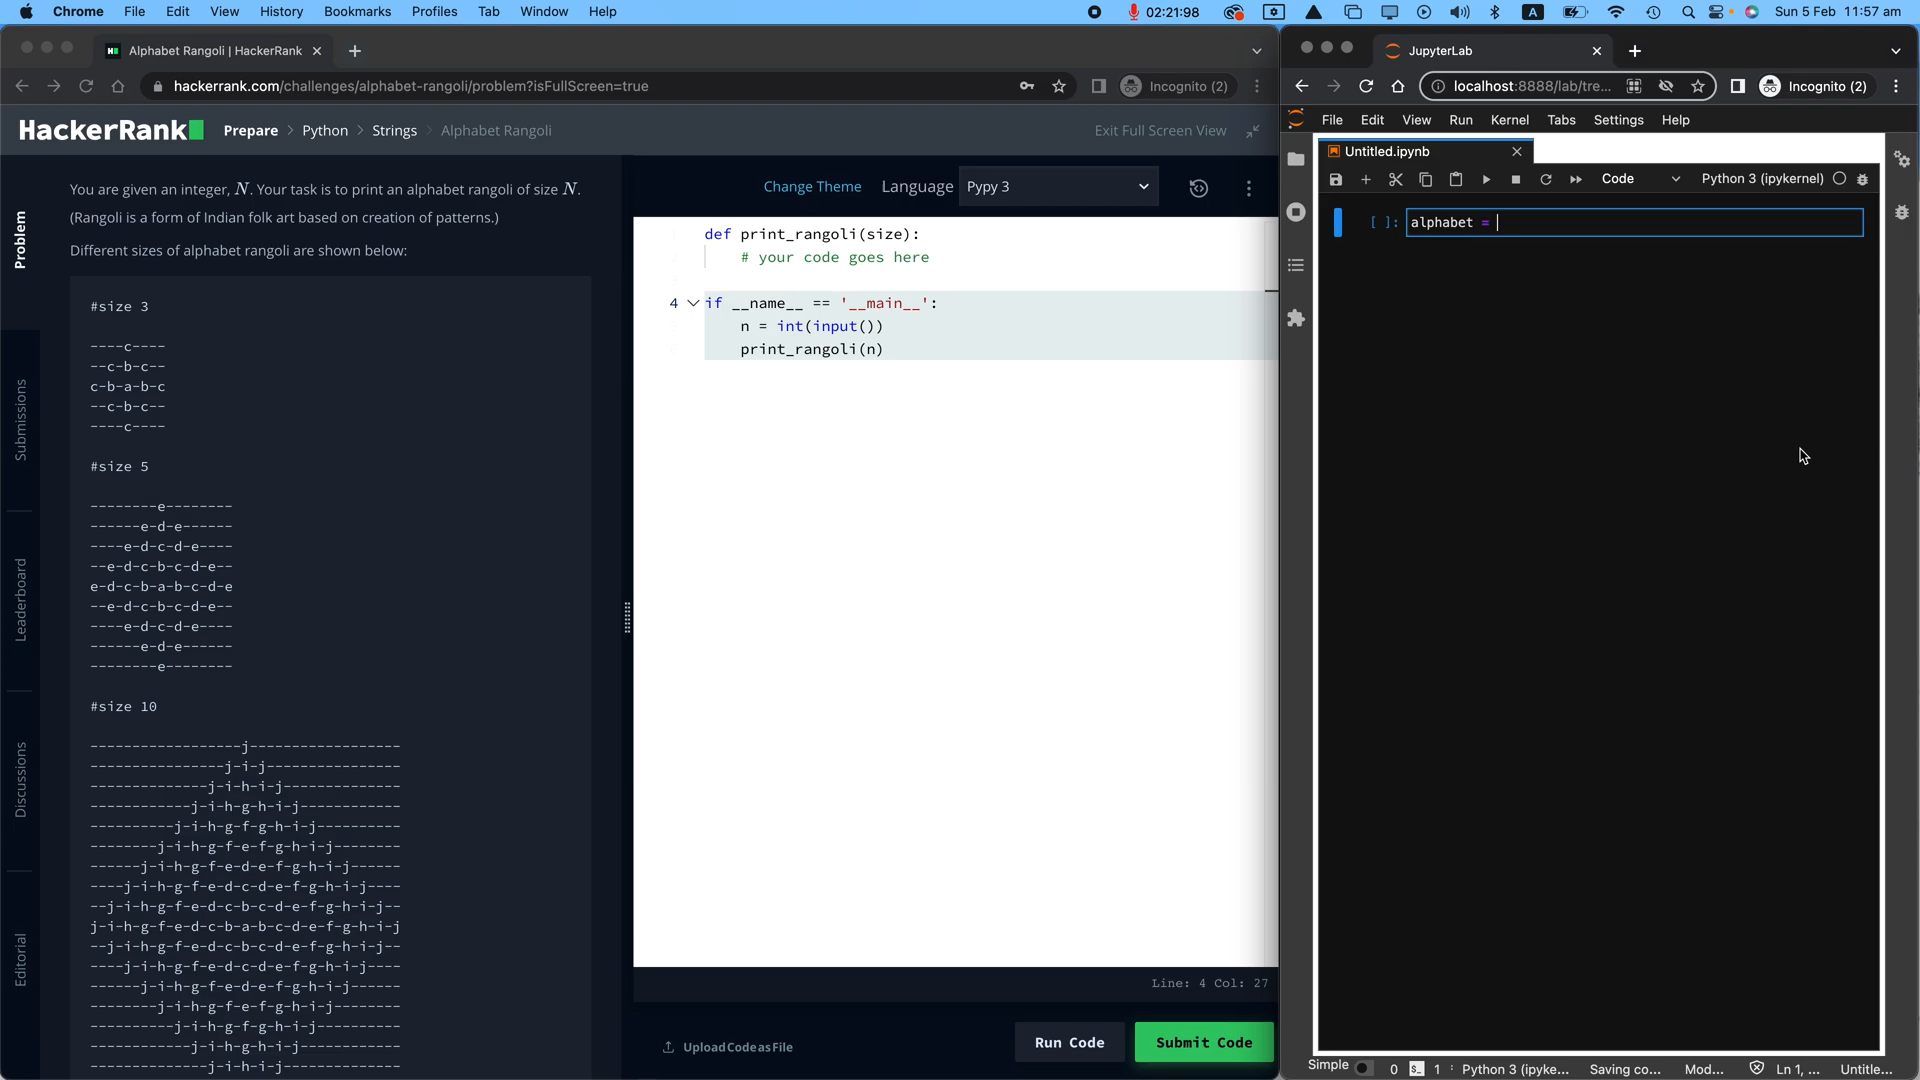 Chrome File Edit View History Bookmarks Profiles Tab Window Help 02:21:98 A Sun 5 Feb 11:57 am
Alphabet Rangoli | HackerRank
hackerrank.com/challenges/alphabet-rangoli/problem?isFullScreen=true Incognito (2)
HackerRank Prepare > Python > Strings > Alphabet Rangoli Exit Full Screen View
Problem
Submissions
Leaderboard
Discussions
Editorial
You are given an integer, N. Your task is to print an alphabet rangoli of size N.
(Rangoli is a form of Indian folk art based on creation of patterns.)
Different sizes of alphabet rangoli are shown below:
#size 3
----c----
--c-b-c--
c-b-a-b-c
--c-b-c--
----c----
#size 5
--------e--------
------e-d-e------
----e-d-c-d-e----
--e-d-c-b-c-d-e--
e-d-c-b-a-b-c-d-e
--e-d-c-b-c-d-e--
----e-d-c-d-e----
------e-d-e------
--------e--------
#size 10
------------------j------------------
----------------j-i-j----------------
--------------j-i-h-i-j--------------
------------j-i-h-g-h-i-j------------
----------j-i-h-g-f-g-h-i-j----------
--------j-i-h-g-f-e-f-g-h-i-j--------
------j-i-h-g-f-e-d-e-f-g-h-i-j------
----j-i-h-g-f-e-d-c-d-e-f-g-h-i-j----
--j-i-h-g-f-e-d-c-b-c-d-e-f-g-h-i-j--
j-i-h-g-f-e-d-c-b-a-b-c-d-e-f-g-h-i-j
--j-i-h-g-f-e-d-c-b-c-d-e-f-g-h-i-j--
----j-i-h-g-f-e-d-c-d-e-f-g-h-i-j----
------j-i-h-g-f-e-d-e-f-g-h-i-j------
--------j-i-h-g-f-e-f-g-h-i-j--------
----------j-i-h-g-f-g-h-i-j----------
------------j-i-h-g-h-i-j------------
--------------j-i-h-i-j--------------
Change Theme Language Pypy 3
def print_rangoli(size):
# your code goes here
4 if __name__ == '__main__':
n = int(input())
print_rangoli(n)
Line: 4 Col: 27
Upload Code as File Run Code Submit Code
JupyterLab
localhost:8888/lab/tre... Incognito (2)
File Edit View Run Kernel Tabs Settings Help
Untitled.ipynb
Code Python 3 (ipykernel)
[ ]: alphabet =
Simple 0 1 Python 3 (ipyke... Saving co... Mod... Ln 1, ... Untitle...